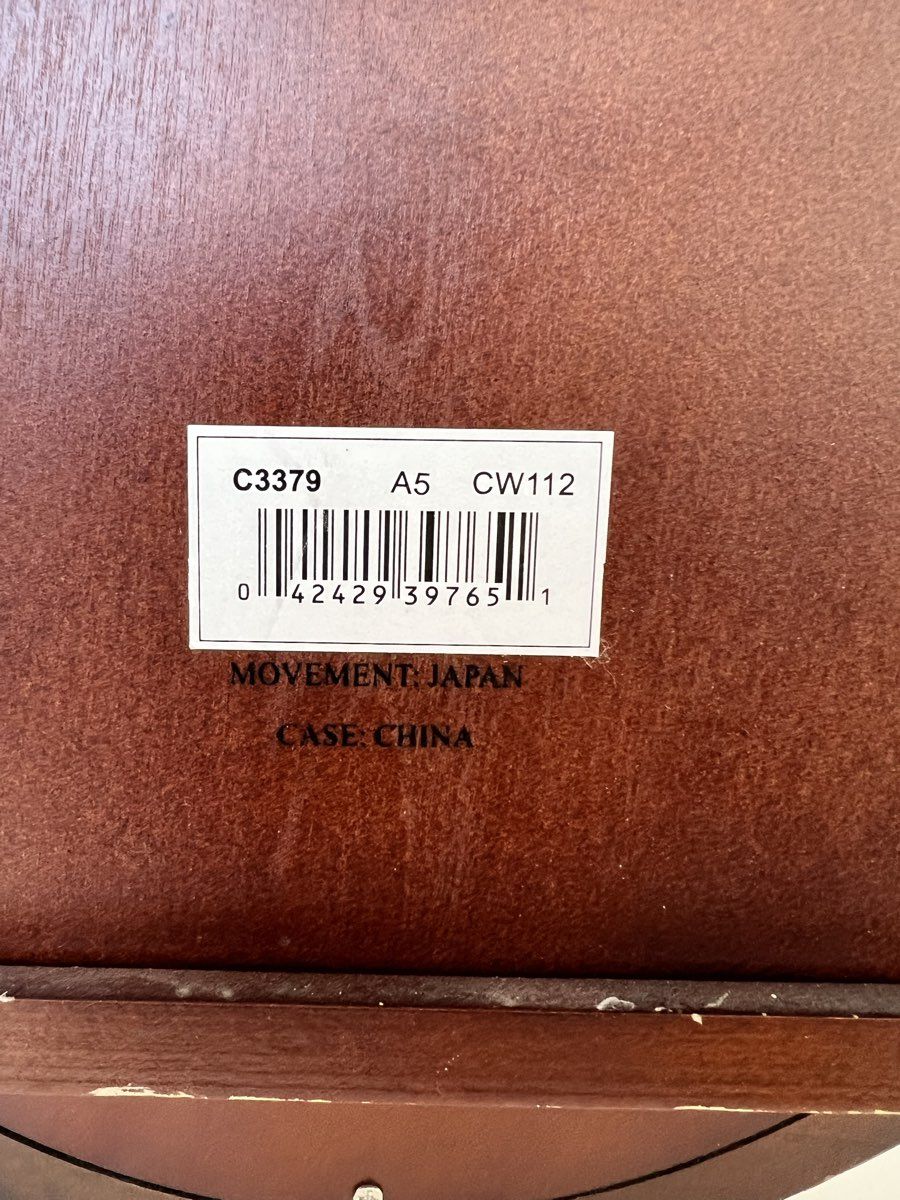 C3379 A5 CW112
0 42429 39765 1
MOVEMENT: JAPAN
CASE: CHINA